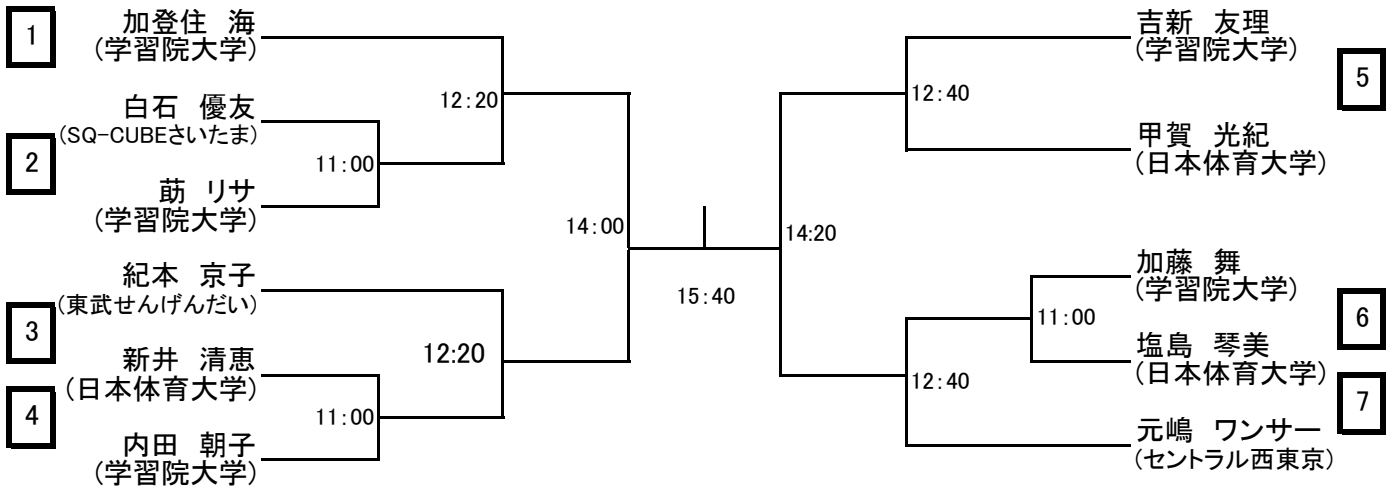 1
加登住 海
(学習院大学)
12:20
白石 優友
(SQ-CUBEさいたま)
2
11:00
莇 リサ
(学習院大学)
14:00
紀本 京子
(東武せんげんだい)
3
12:20
新井 清恵
(日本体育大学)
4
11:00
内田 朝子
(学習院大学)
15:40
吉新 友理
(学習院大学)
5
12:40
甲賀 光紀
(日本体育大学)
14:20
加藤 舞
(学習院大学)
6
11:00
塩島 琴美
(日本体育大学)
12:40
7
元嶋 ワンサー
(セントラル西東京)